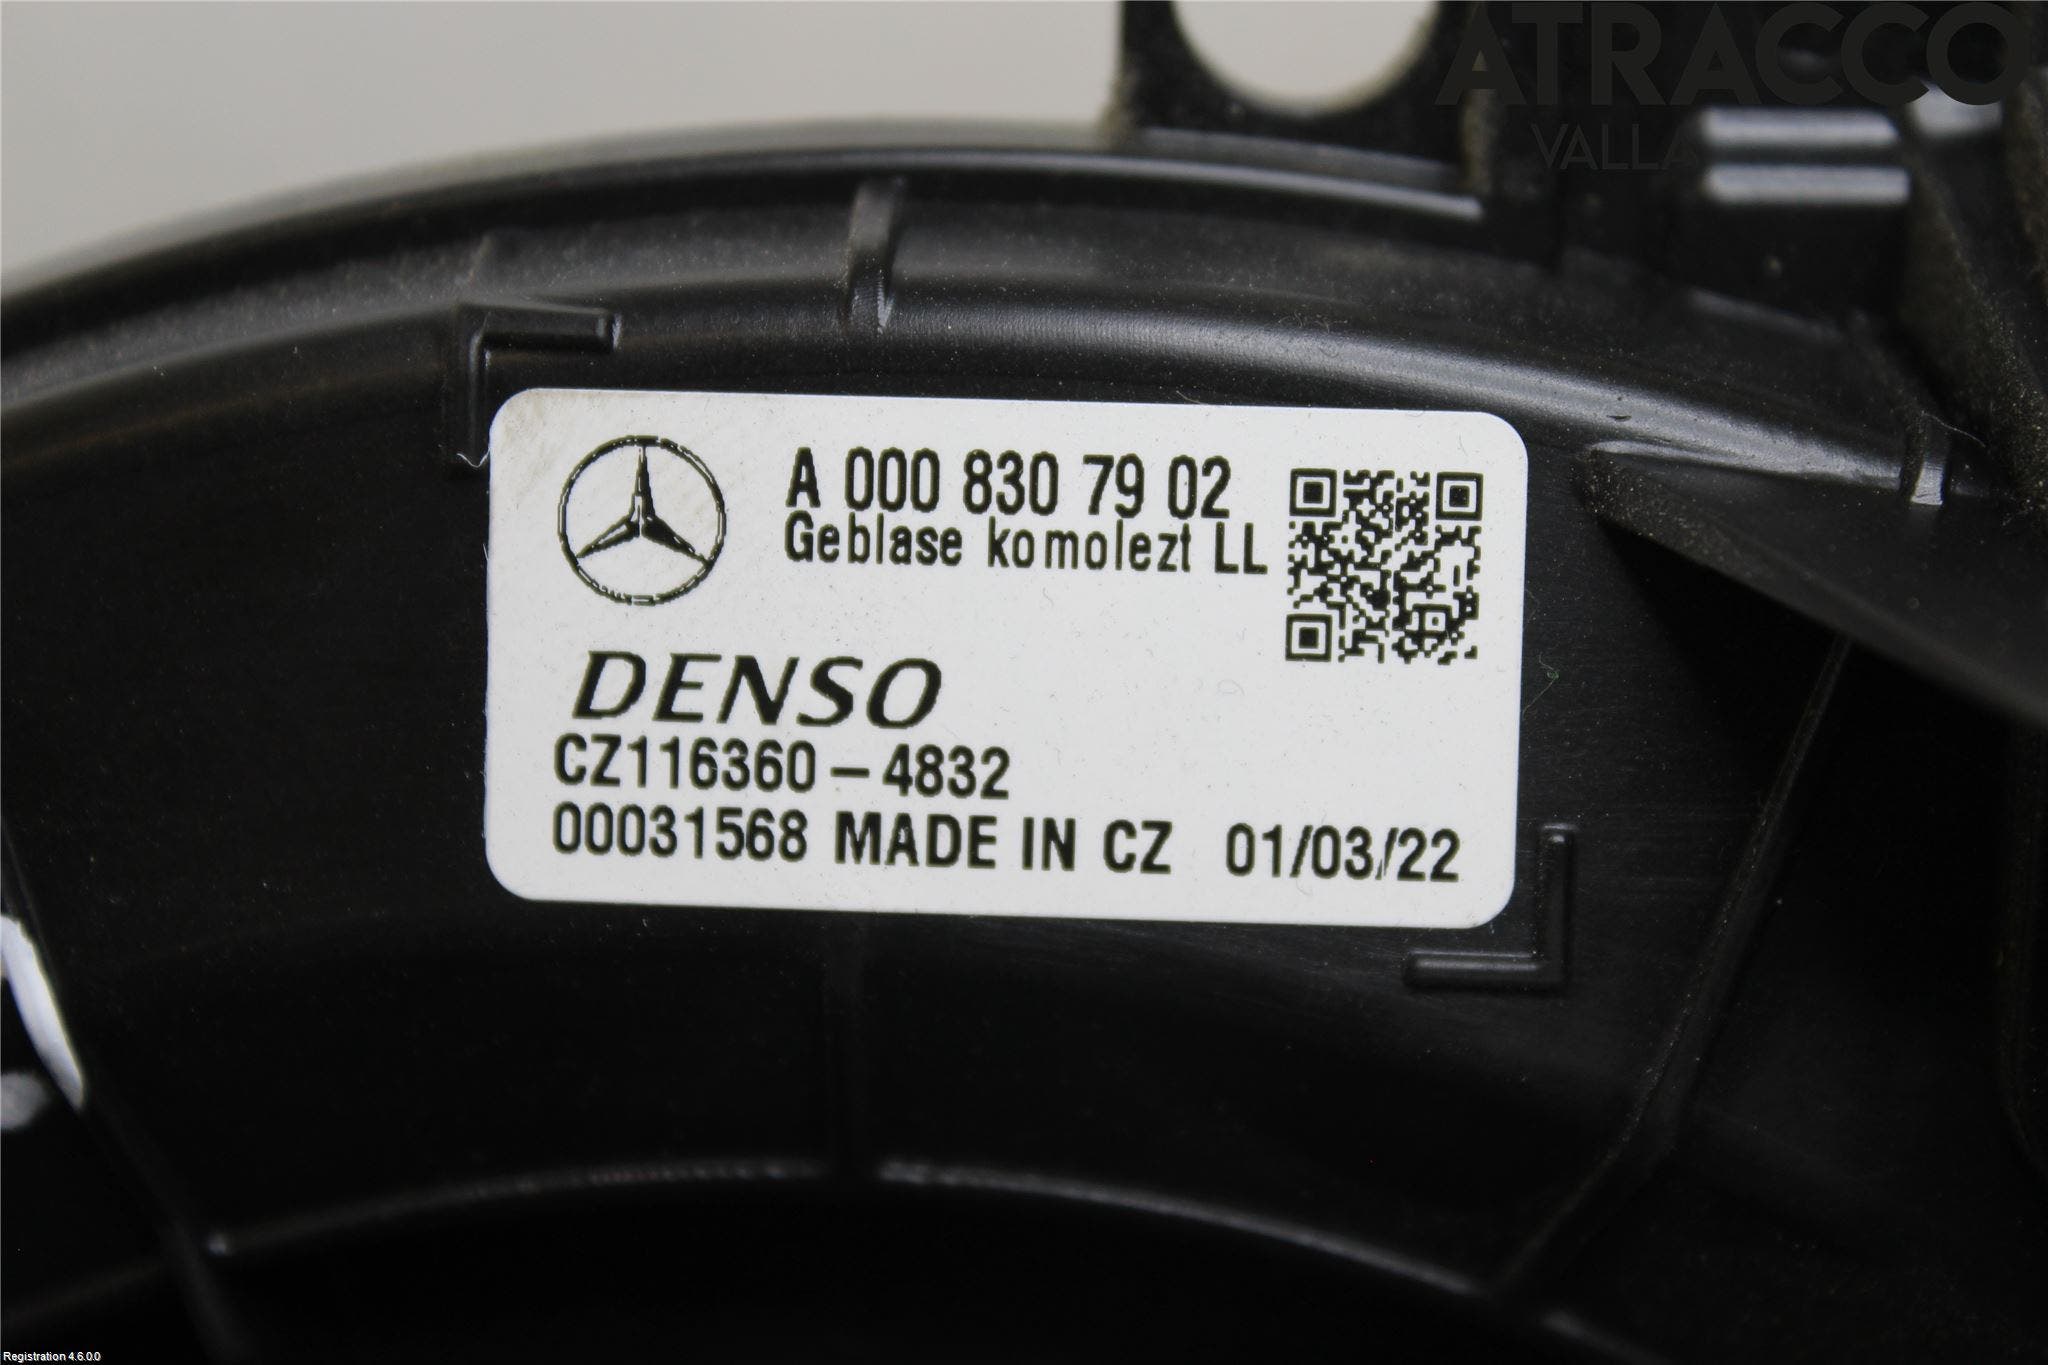 ATRACCO
VALLA
A 000 830 79 02
Geblase komolezt LL
DENSO
CZ116360-4832
00031568 MADE IN CZ 01/03/22
Registration 4.6.0.0